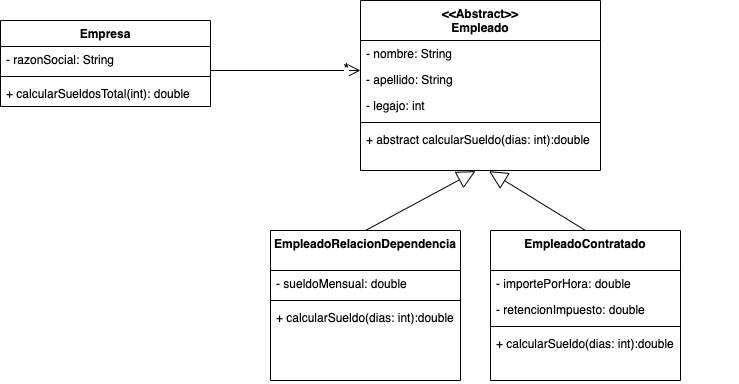 Empresa
- razonSocial: String
+ calcularSueldosTotal(int): double
*
<<Abstract>>
Empleado
- nombre: String
- apellido: String
- legajo: int
+ abstract calcularSueldo(dias: int):double
EmpleadoRelacionDependencia
- sueldoMensual: double
+ calcularSueldo(dias: int):double
EmpleadoContratado
- importePorHora: double
- retencionImpuesto: double
+ calcularSueldo(dias: int):double